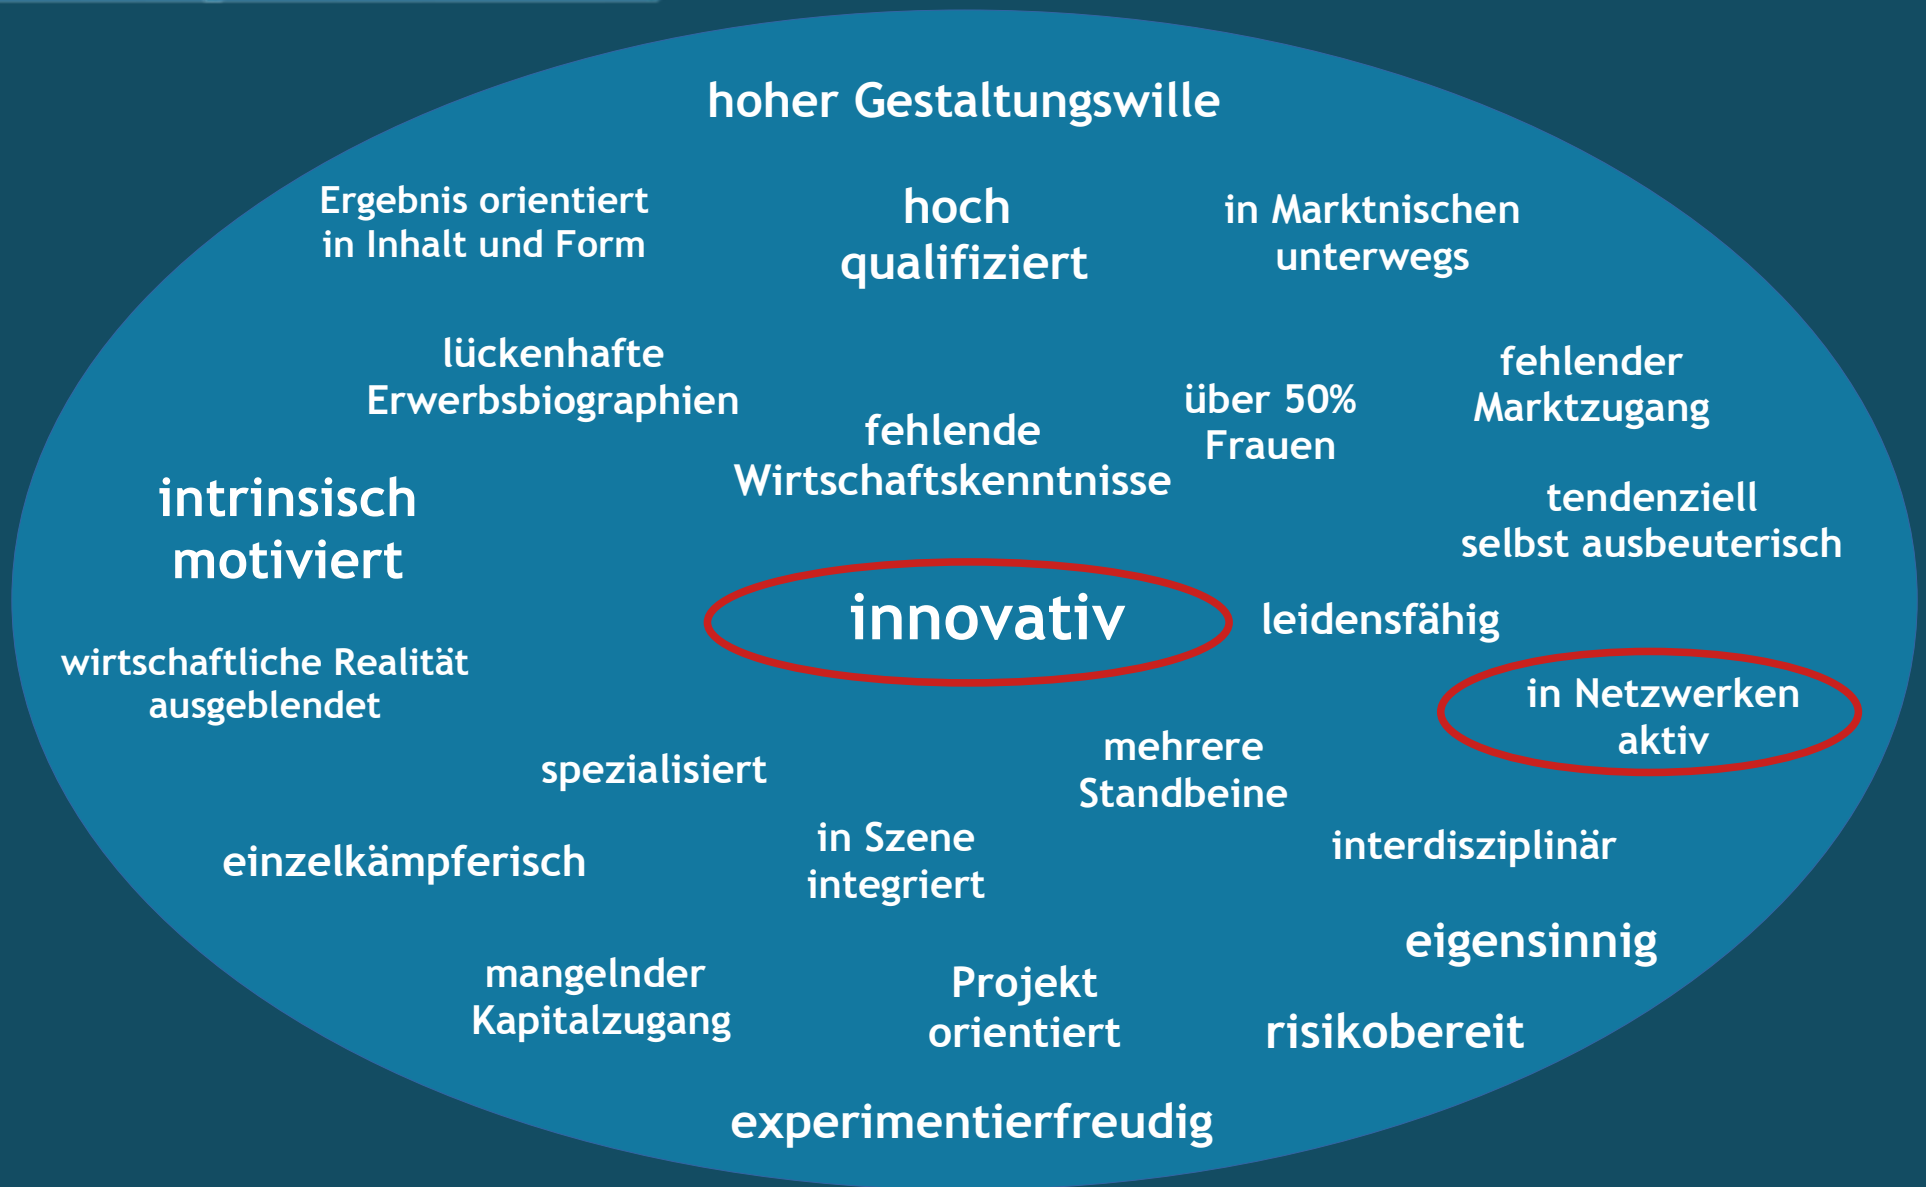 hoher Gestaltungswille
Ergebnis orientiert
in Inhalt und Form
hoch
qualifiziert
in Marktnischen
unterwegs
lückenhafte
Erwerbsbiographien
fehlende
Wirtschaftskenntnisse
über 50%
Frauen
fehlender
Marktzugang
intrinsisch
motiviert
tendenziell
selbst ausbeuterisch
innovativ
leidensfähig
wirtschaftliche Realität
ausgeblendet
in Netzwerken
aktiv
spezialisiert
mehrere
Standbeine
einzelkämpferisch
in Szene
integriert
interdisziplinär
eigensinnig
mangelnder
Kapitalzugang
Projekt
orientiert
risikobereit
experimentierfreudig